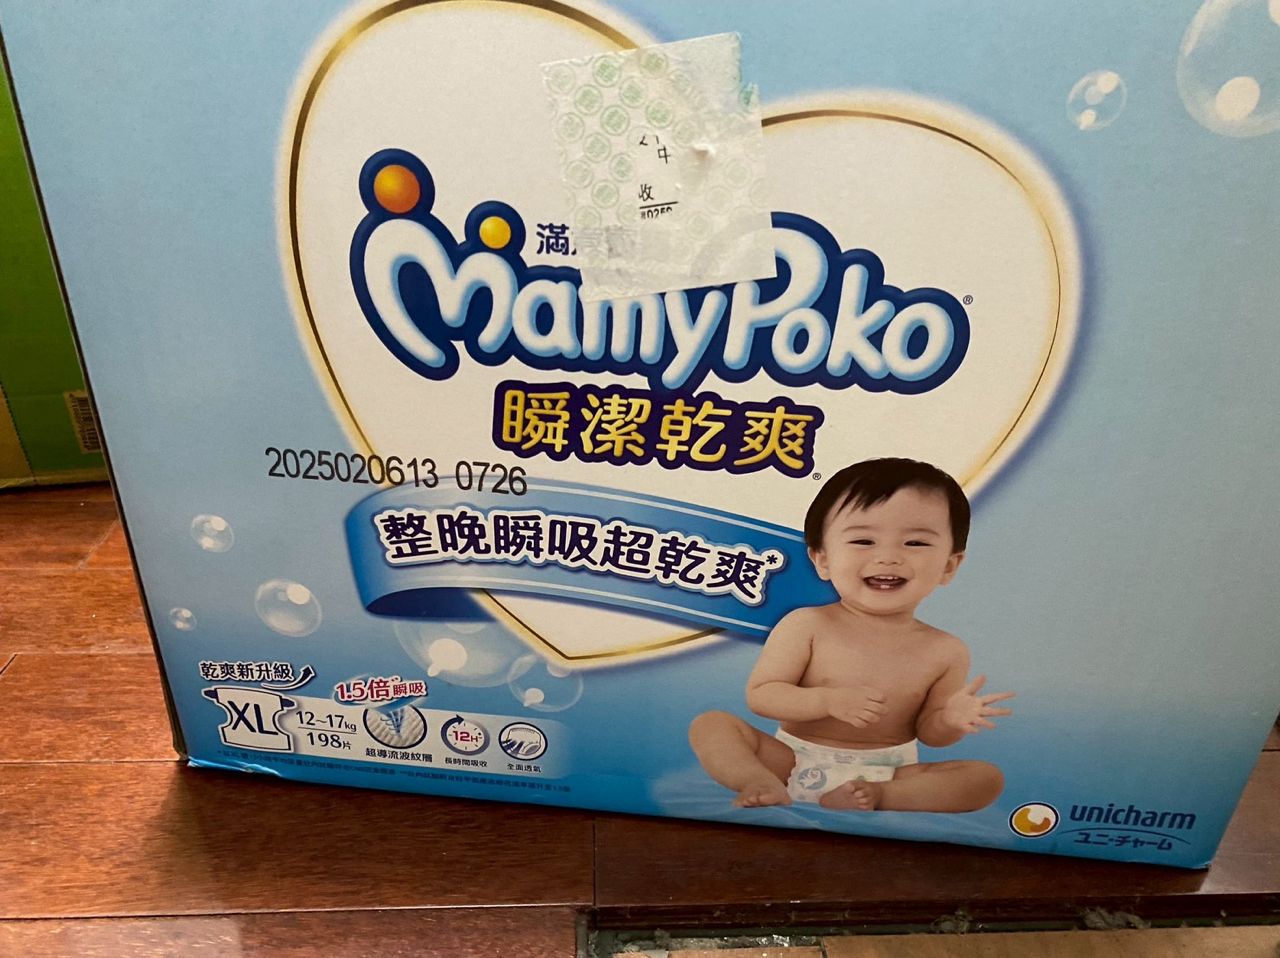 收
滿意
MamyPoko®
瞬潔乾爽®
2025020613 0726
整晚瞬吸超乾爽*
乾爽新升級
XL
12~17kg
198片
1.5倍**瞬吸
超導流波紋層
12H
長時間吸收
全面透氣
unicharm
ユニ・チャーム